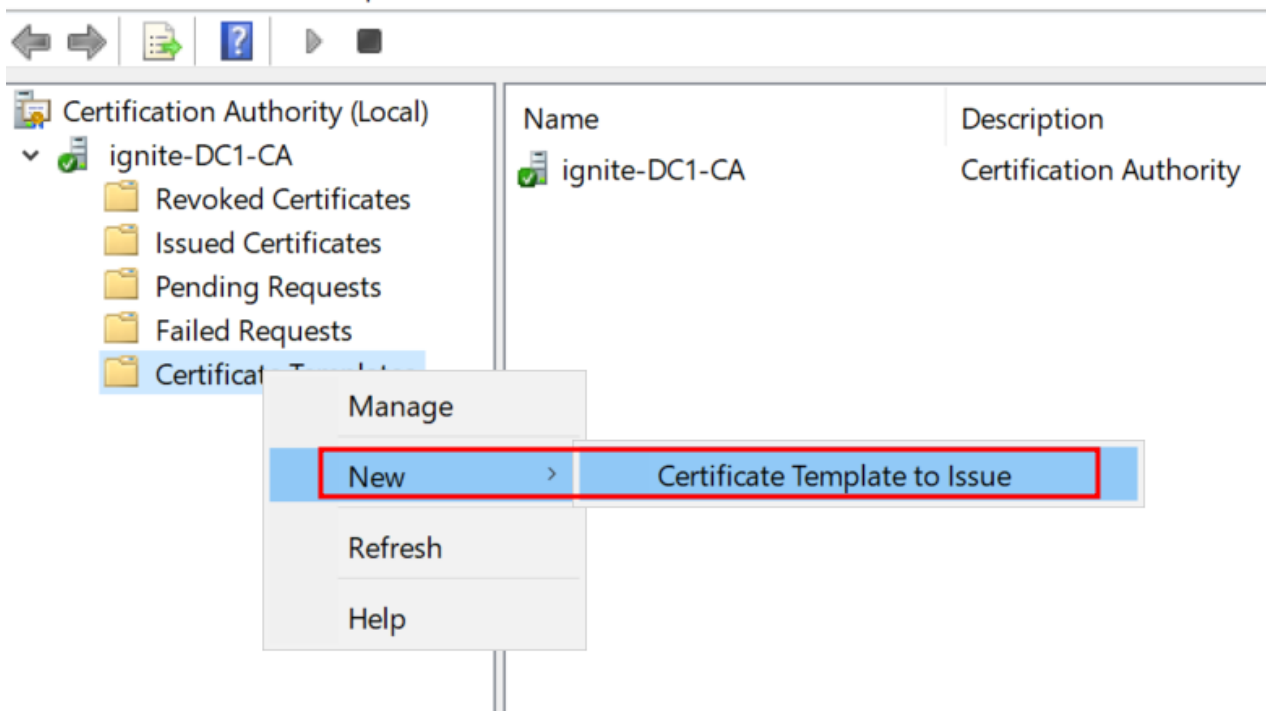 Certification Authority (Local)
ignite-DC1-CA
Revoked Certificates
Issued Certificates
Pending Requests
Failed Requests
Name Description
ignite-DC1-CA Certification Authority
Manage
New > Certificate Template to Issue
Refresh
Help